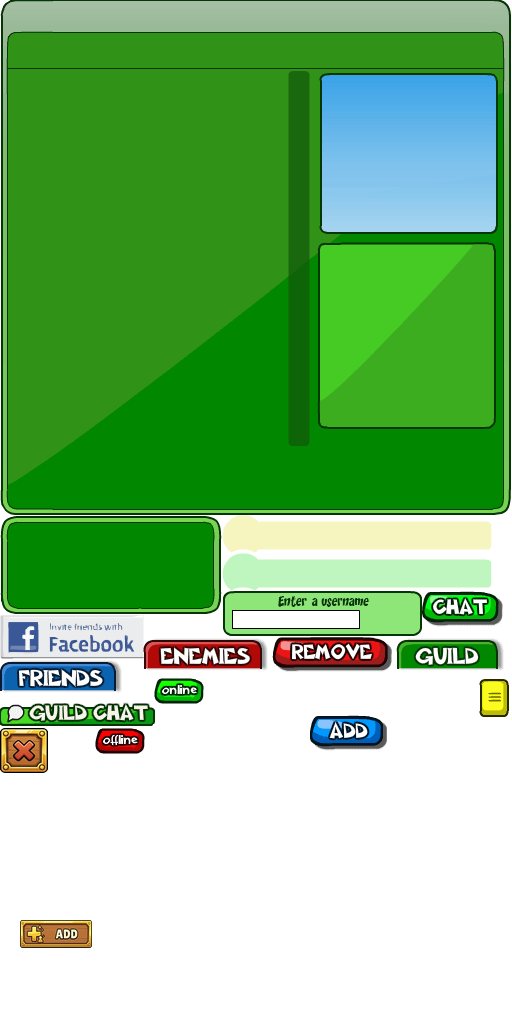 Enter a username
CHAT
Invite friends with
Facebook
ENEMIES
REMOVE
GUILD
FRIENDS
online
GUILD CHAT
ADD
offline
ADD